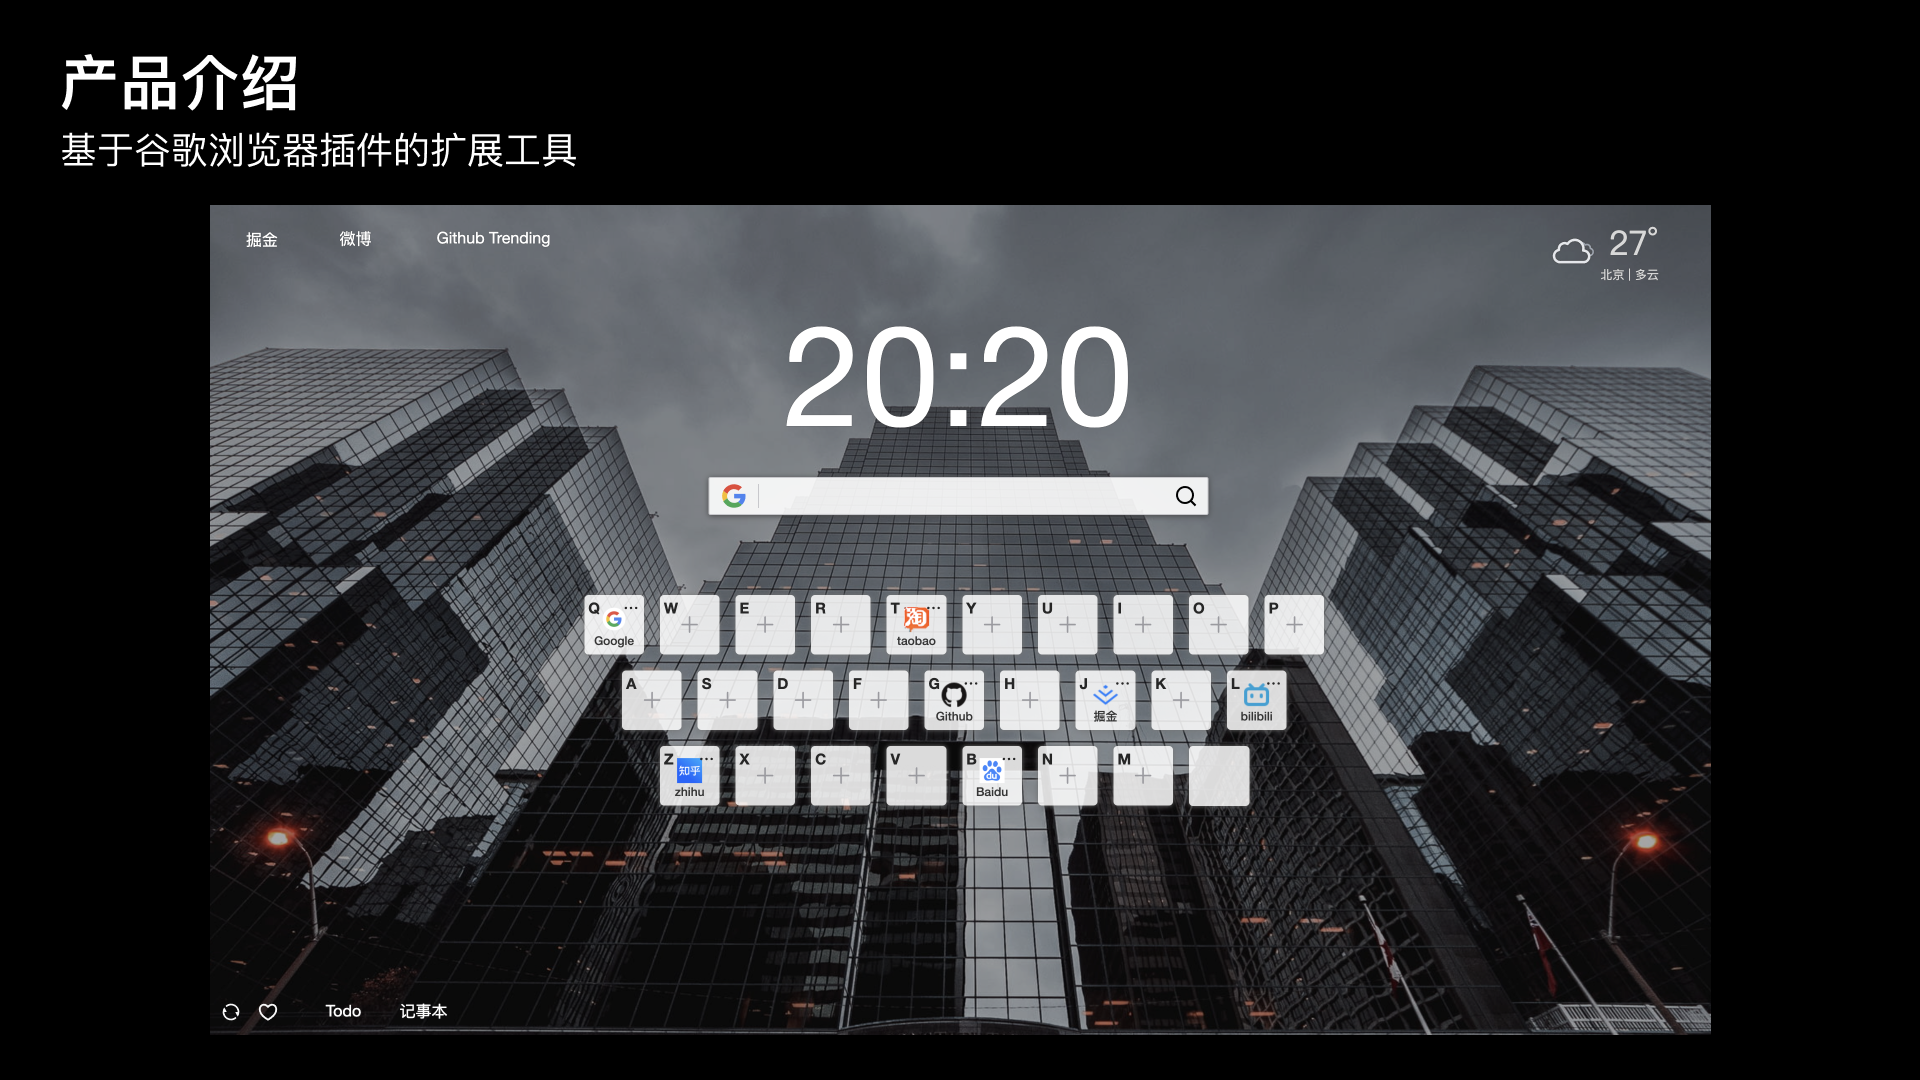 产品介绍
基于谷歌浏览器插件的扩展工具
掘金 微博 Github Trending
27°
北京 | 多云
20:20
Q W E R T 淘 Y U I O P
Google taobao
A S D F G H J K L
Github 掘金 bilibili
Z 知乎 X C V B du N M
zhihu Baidu
Todo 记事本